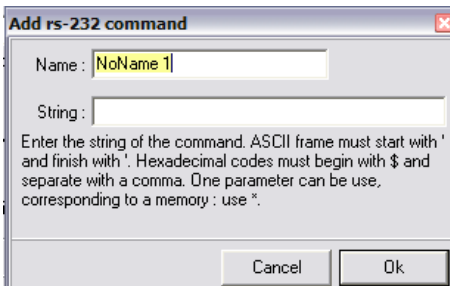 Add rs-232 command
Name : NoName 1
String :
Enter the string of the command. ASCII frame must start with '
and finish with '. Hexadecimal codes must begin with $ and
separate with a comma. One parameter can be use,
corresponding to a memory : use *.
Cancel Ok